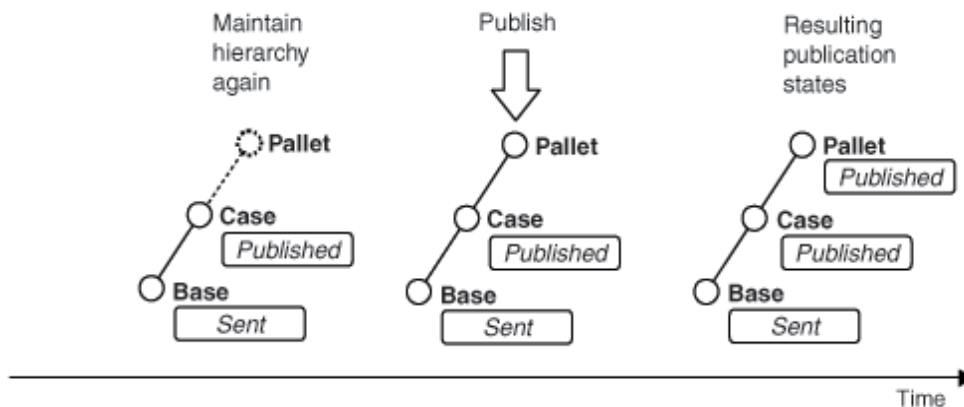 Maintain
hierarchy
again
Pallet
Case
Published
Base
Sent
Publish
Pallet
Case
Published
Base
Sent
Resulting
publication
states
Pallet
Published
Case
Published
Base
Sent
Time